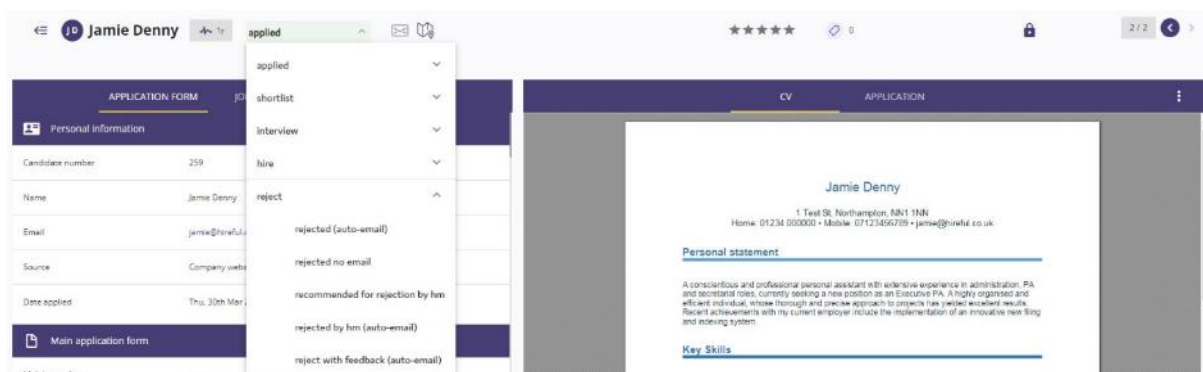 JD Jamie Denny
applied
0
2/2
applied
shortlist
interview
hire
reject
rejected (auto-email)
rejected no email
recommended for rejection by hm
rejected by hm (auto-email)
reject with feedback (auto-email)
APPLICATION FORM
Personal information
Candidate number 259
Name Jamie Denny
Email
Source Company
Date applied Thu, 30th Mar
Main application form
CV APPLICATION
Jamie Denny
1 Test St, Northampton, NN1 1NN
Home: 01234 000000 • Mobile: 07123456789 • jamie@hireful.co.uk
Personal statement
A conscientious and professional personal assistant with extensive experience in administration, PA
and secretarial roles, currently seeking a new position as an Executive PA. A highly organised and
efficient individual, whose thorough and precise approach to projects has yielded excellent results.
Recent achievements with my current employer include the implementation of an innovative new filing
and indexing system.
Key Skills